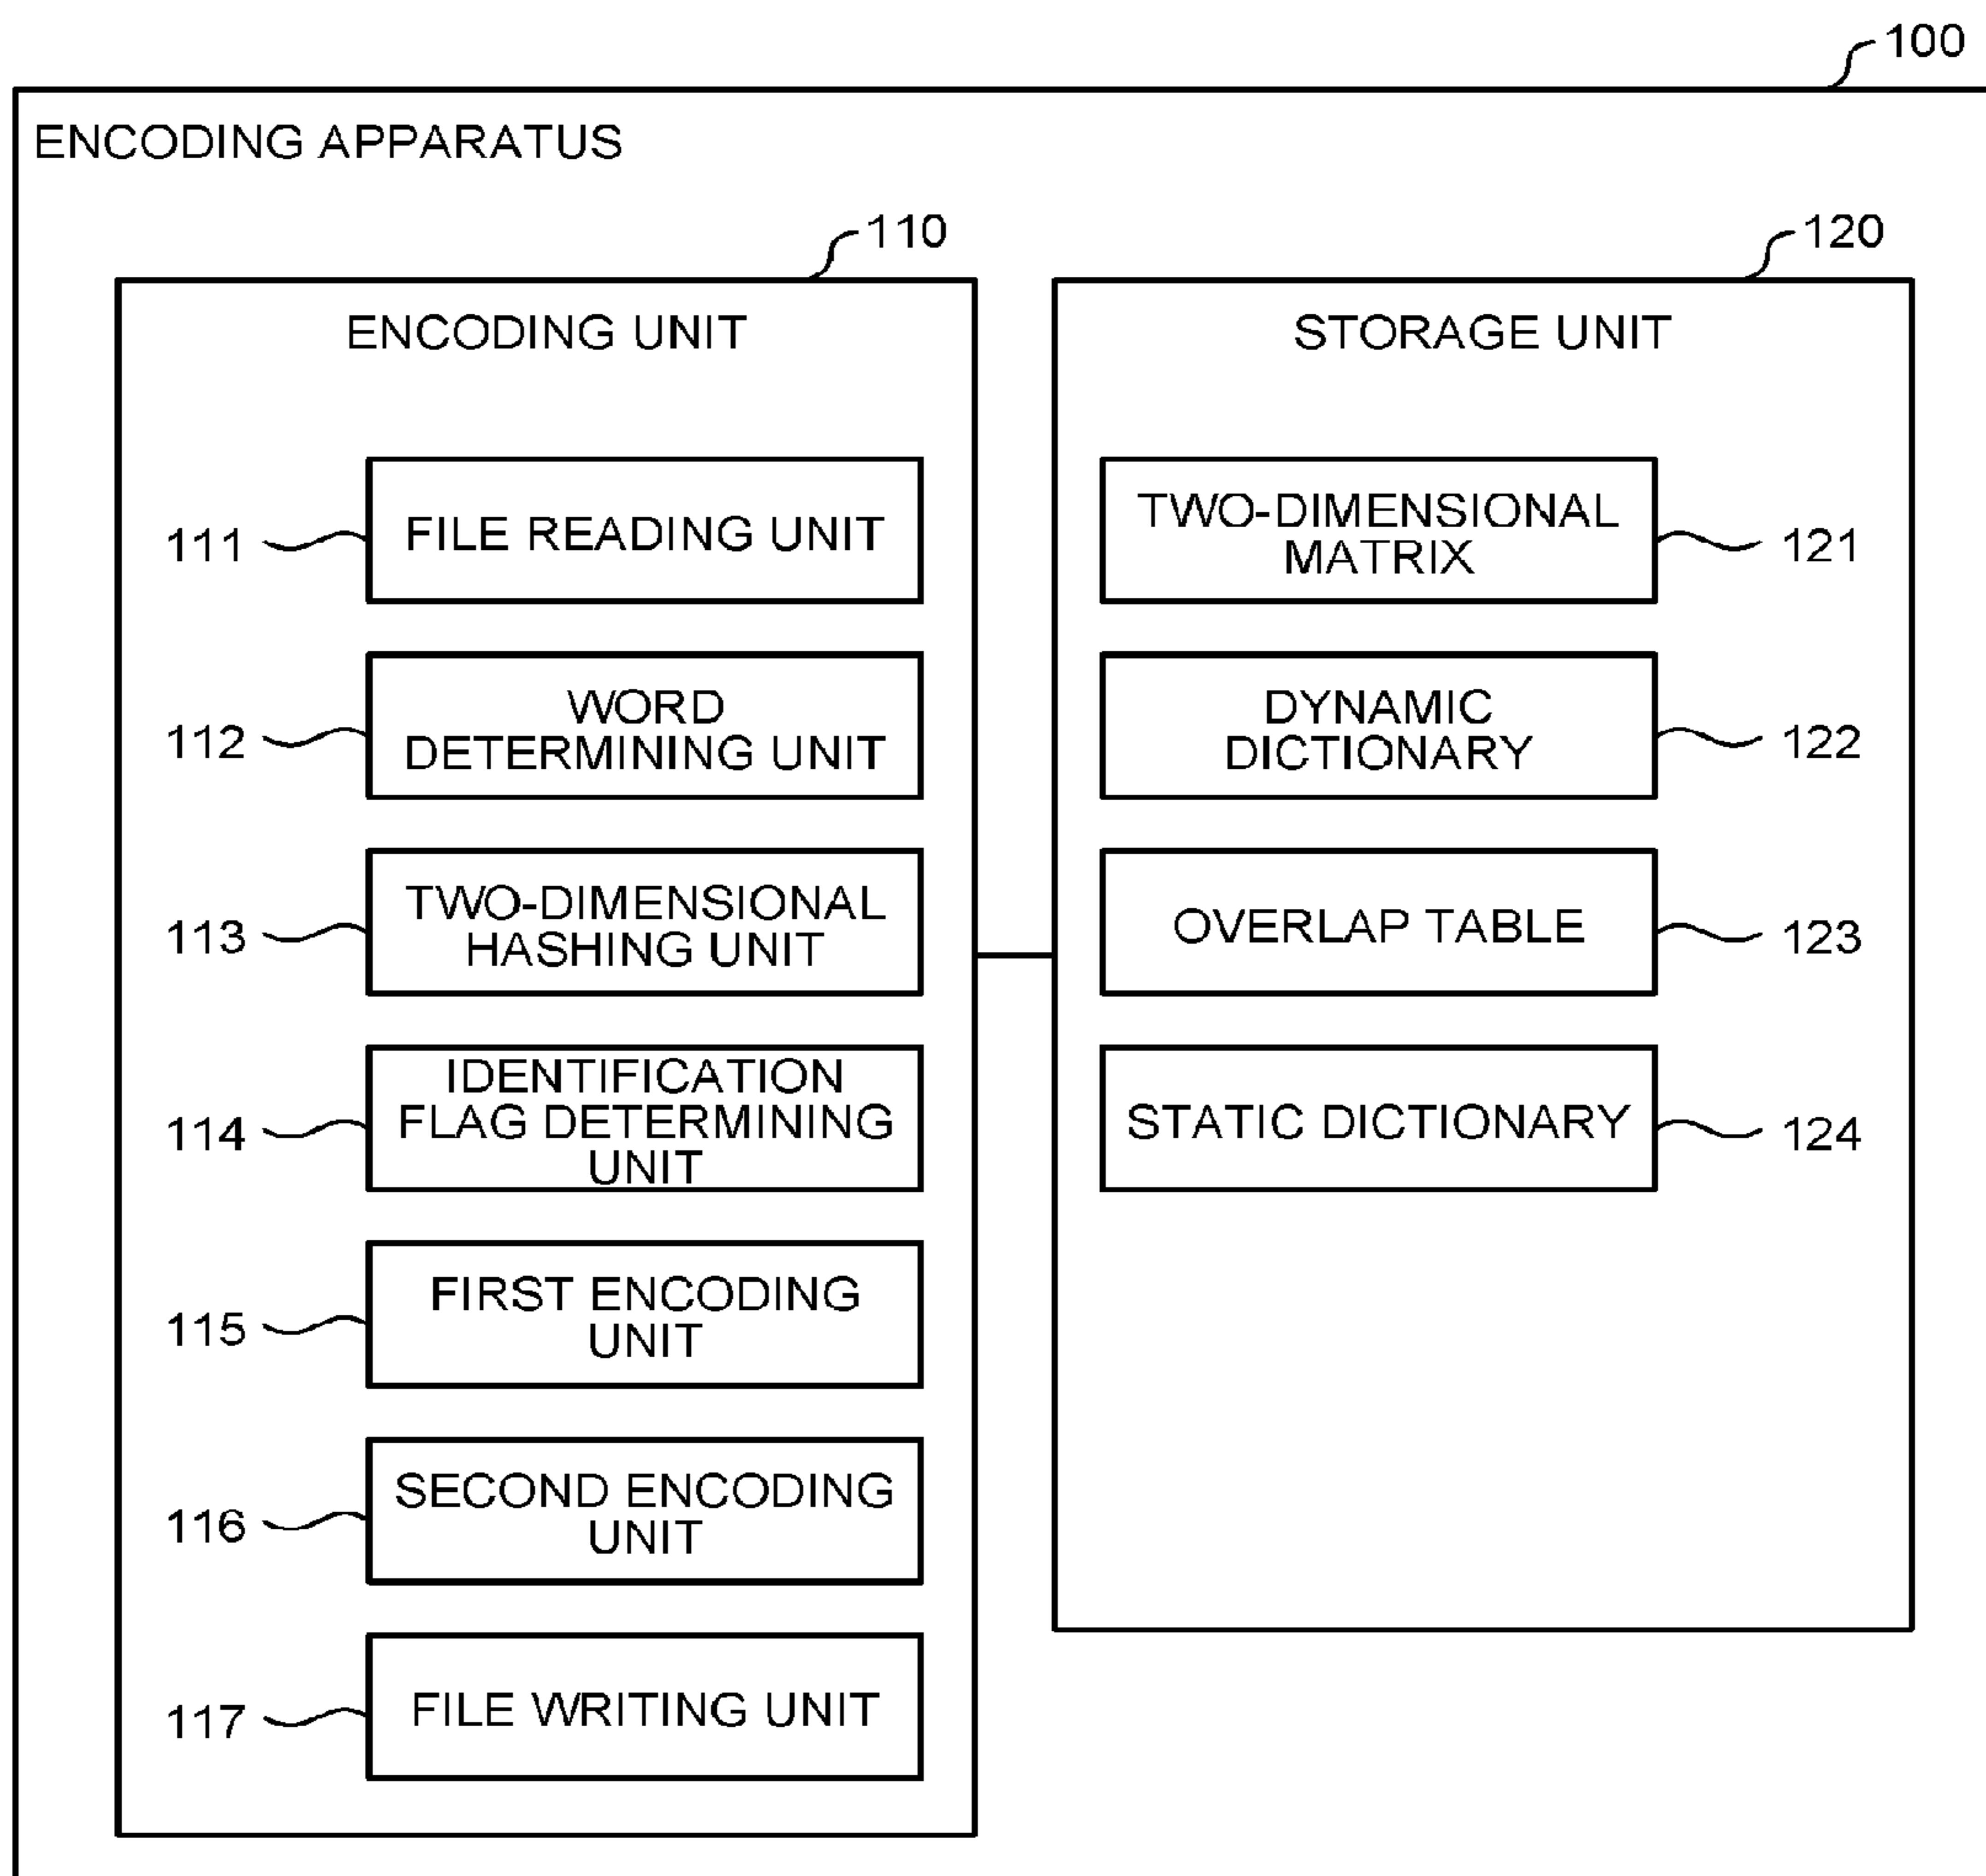 100
ENCODING APPARATUS
110
ENCODING UNIT
111
FILE READING UNIT
112
WORD
DETERMINING UNIT
113
TWO-DIMENSIONAL
HASHING UNIT
114
IDENTIFICATION
FLAG DETERMINING
UNIT
115
FIRST ENCODING
UNIT
116
SECOND ENCODING
UNIT
117
FILE WRITING UNIT
120
STORAGE UNIT
TWO-DIMENSIONAL
MATRIX
121
DYNAMIC
DICTIONARY
122
OVERLAP TABLE
123
STATIC DICTIONARY
124